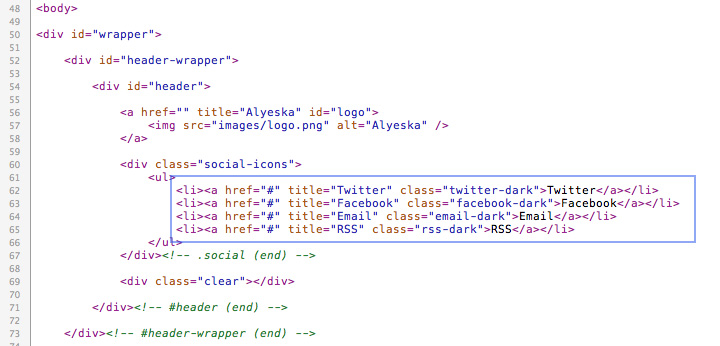 48 <body>
49
50 <div id="wrapper">
51
52     <div id="header-wrapper">
53
54         <div id="header">
55
56             <a href="" title="Alyeska" id="logo">
57                 <img src="images/logo.png" alt="Alyeska" />
58             </a>
59
60             <div class="social-icons">
61                 <ul>
62                     <li><a href="#" title="Twitter" class="twitter-dark">Twitter</a></li>
63                     <li><a href="#" title="Facebook" class="facebook-dark">Facebook</a></li>
64                     <li><a href="#" title="Email" class="email-dark">Email</a></li>
65                     <li><a href="#" title="RSS" class="rss-dark">RSS</a></li>
66                 </ul>
67             </div><!-- .social (end) -->
68
69             <div class="clear"></div>
70
71         </div><!-- #header (end) -->
72
73     </div><!-- #header-wrapper (end) -->